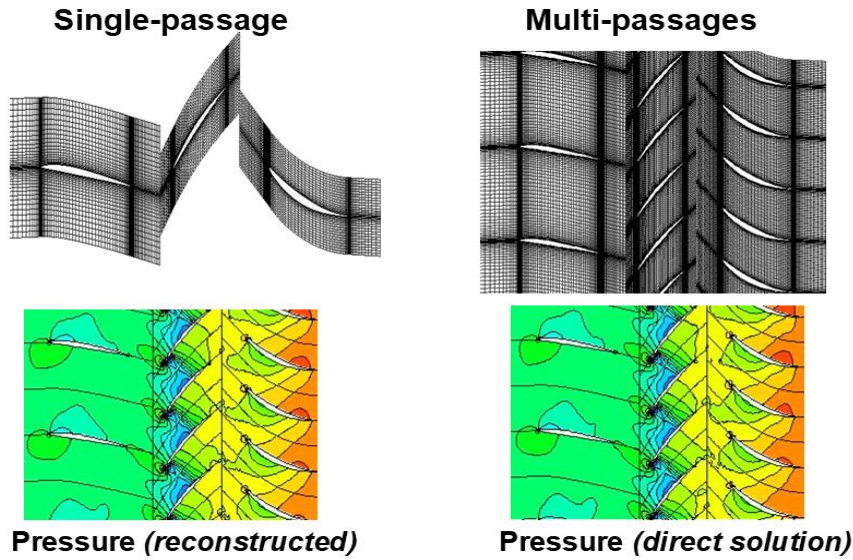 Single-passage
Multi-passages
Pressure (reconstructed)
Pressure (direct solution)